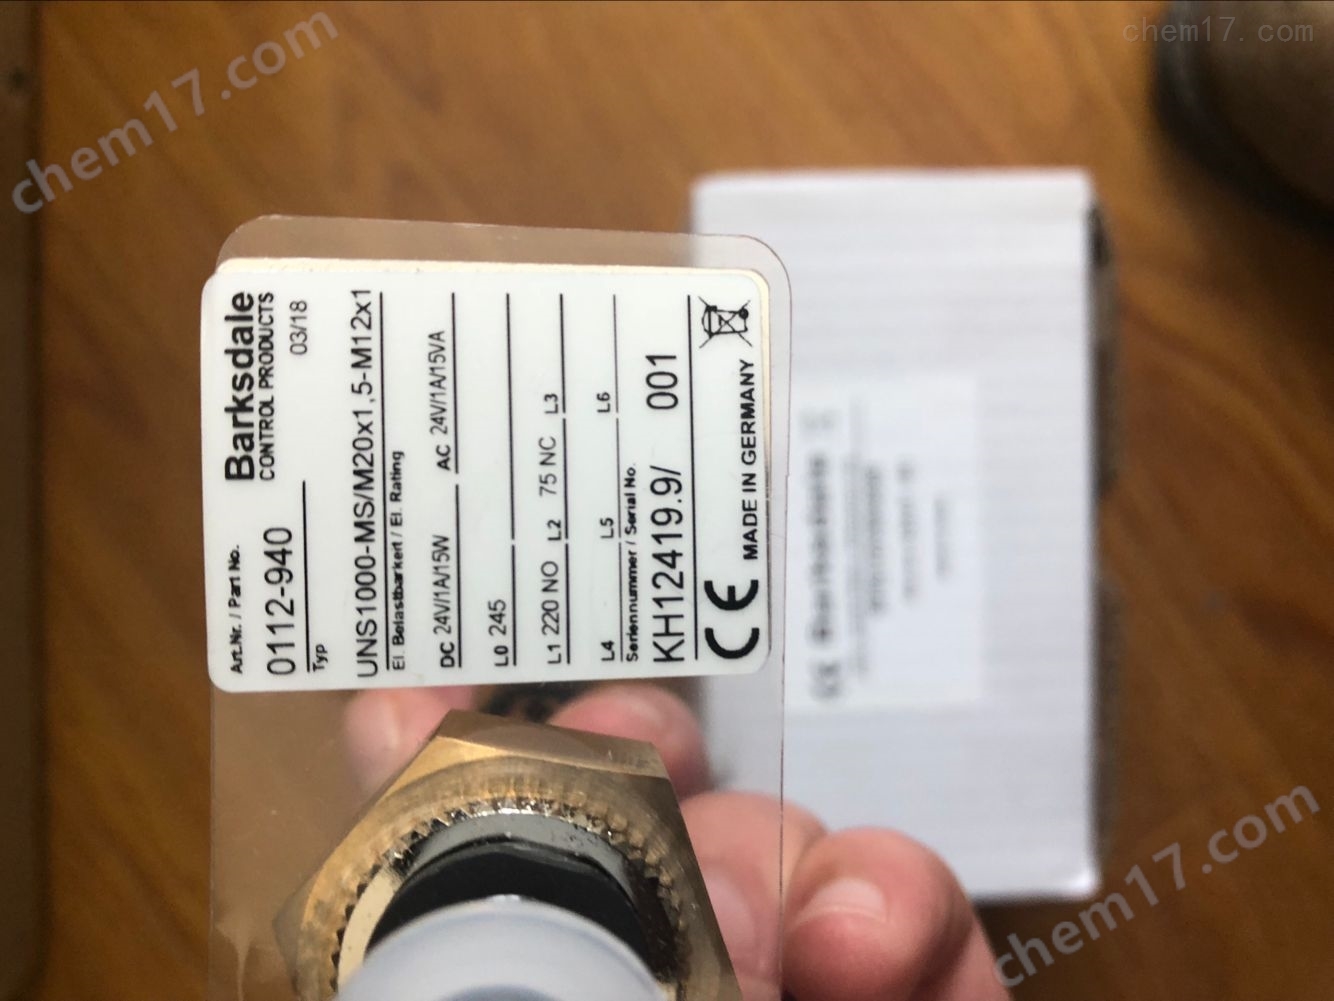 chem17.com
chem17.com
Art.Nr. / Part No. Barksdale
CONTROL PRODUCTS
0112-940 03/18
Typ
UNS1000-MS/M20x1,5-M12x1
El. Belastbarkeit / El. Rating
DC 24V/1A/15W AC 24V/1A/15VA
L0 245
L1 220 NO L2 75 NC L3
L4 L5 L6
Seriennummer / Serial No.
KH12419.9/ 001
CE MADE IN GERMANY
CE Barksdale
chem17.com